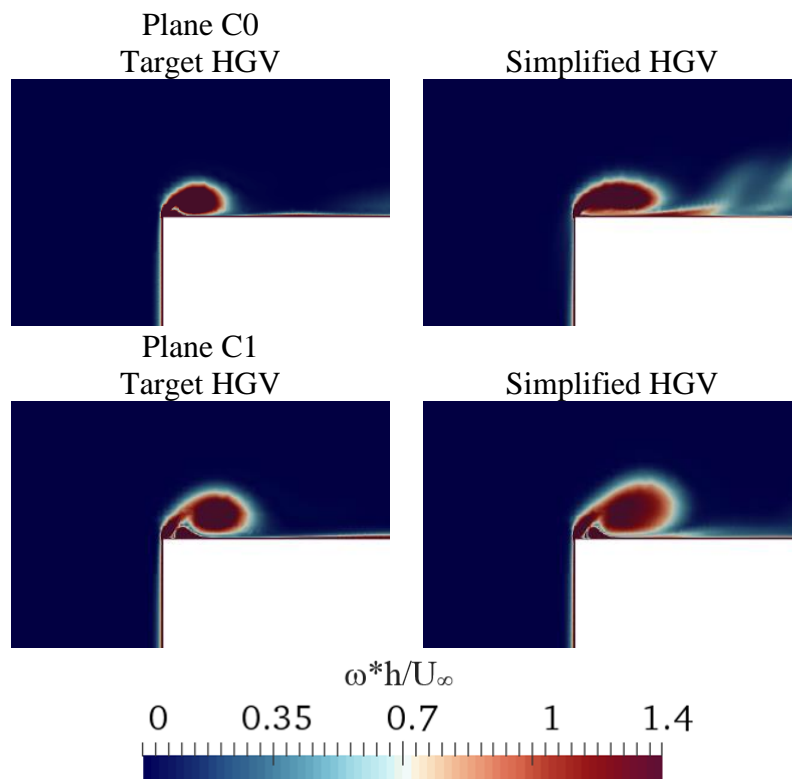 Plane C0
Target HGV Simplified HGV
Plane C1
Target HGV Simplified HGV
ω*h/U∞
0 0.35 0.7 1 1.4